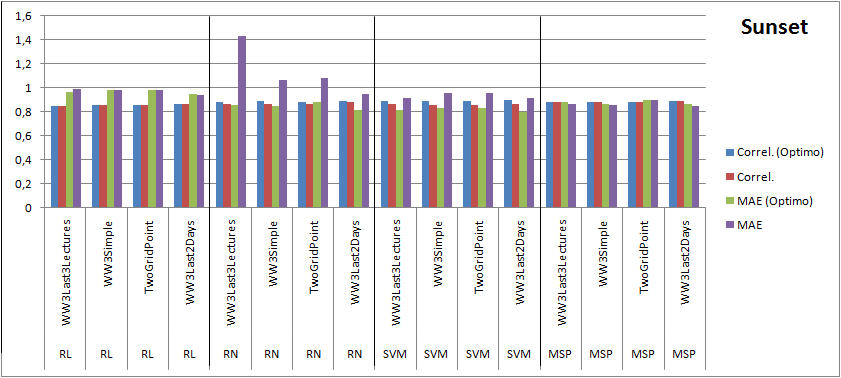 Sunset
1,6
1,4
1,2
1
0,8
0,6
0,4
0,2
0
Correl. (Optimo)
Correl.
MAE (Optimo)
MAE
WW3Last3Lectures
WW3Simple
TwoGridPoint
WW3Last2Days
WW3Last3Lectures
WW3Simple
TwoGridPoint
WW3Last2Days
WW3Last3Lectures
WW3Simple
TwoGridPoint
WW3Last2Days
WW3Last3Lectures
WW3Simple
TwoGridPoint
WW3Last2Days
RL RL RL RL RN RN RN RN SVM SVM SVM SVM MSP MSP MSP MSP